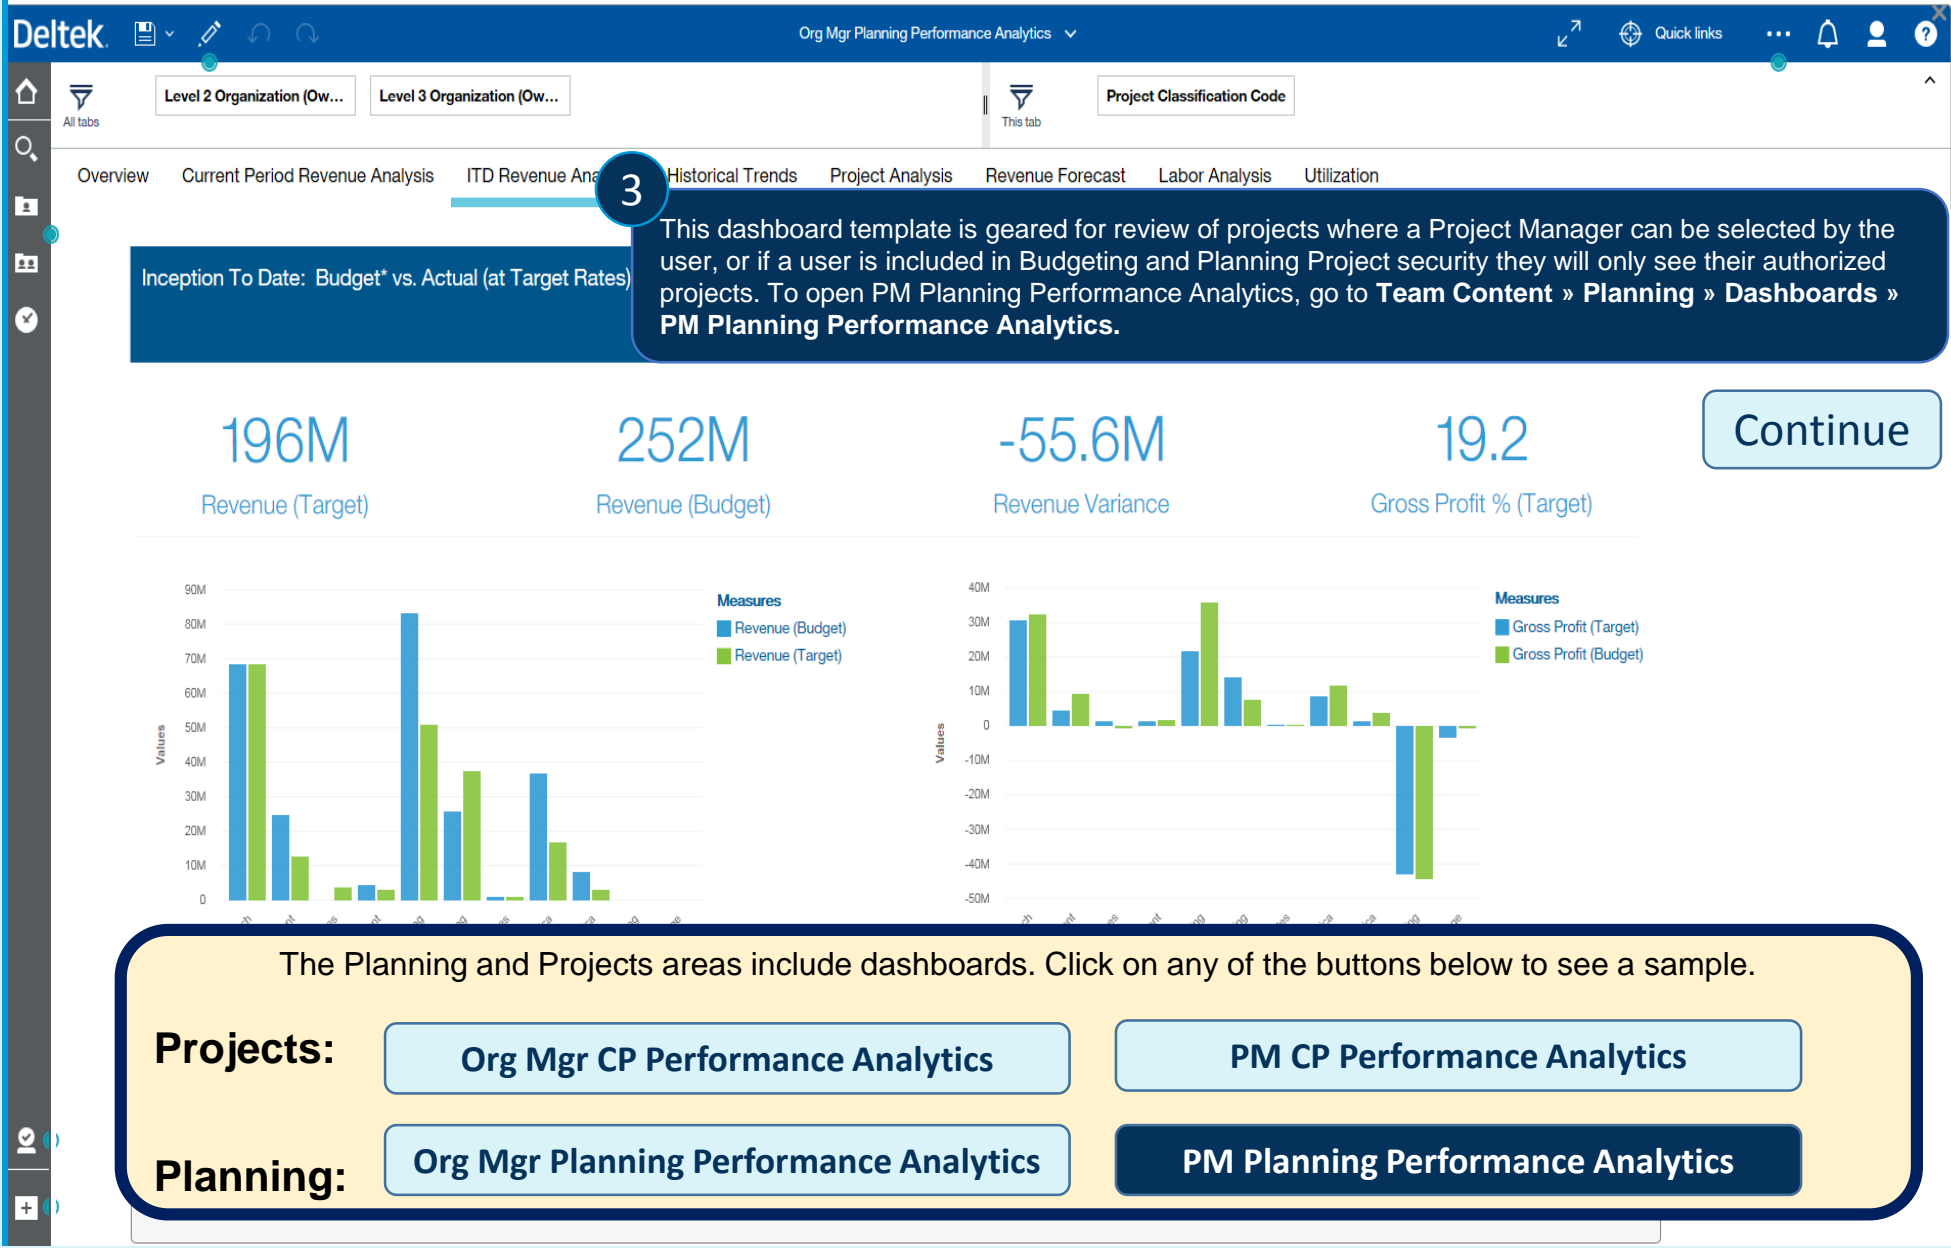 Deltek
Org Mgr Planning Performance Analytics
Quick links
All tabs
Level 2 Organization (Ow...
Level 3 Organization (Ow...
This tab
Project Classification Code
Overview
Current Period Revenue Analysis
ITD Revenue Ana
Historical Trends
Project Analysis
Revenue Forecast
Labor Analysis
Utilization
3
This dashboard template is geared for review of projects where a Project Manager can be selected by the
user, or if a user is included in Budgeting and Planning Project security they will only see their authorized
projects. To open PM Planning Performance Analytics, go to Team Content » Planning » Dashboards »
PM Planning Performance Analytics.
Inception To Date: Budget* vs. Actual (at Target Rates)
Continue
196M
Revenue (Target)
252M
Revenue (Budget)
-55.6M
Revenue Variance
19.2
Gross Profit % (Target)
90M
80M
70M
60M
50M
40M
30M
20M
10M
0
Values
Measures
Revenue (Budget)
Revenue (Target)
40M
30M
20M
10M
0
-10M
-20M
-30M
-40M
-50M
Values
Measures
Gross Profit (Target)
Gross Profit (Budget)
The Planning and Projects areas include dashboards. Click on any of the buttons below to see a sample.
Projects:
Org Mgr CP Performance Analytics
PM CP Performance Analytics
Planning:
Org Mgr Planning Performance Analytics
PM Planning Performance Analytics